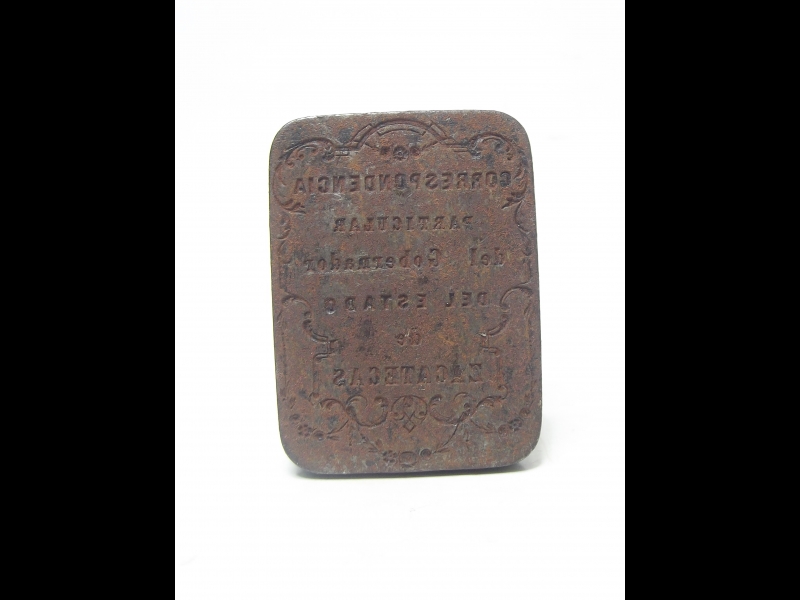 CORRESPONDENCIA
PARTICULAR
del Gobernador
DEL ESTADO
de
ZACATECAS